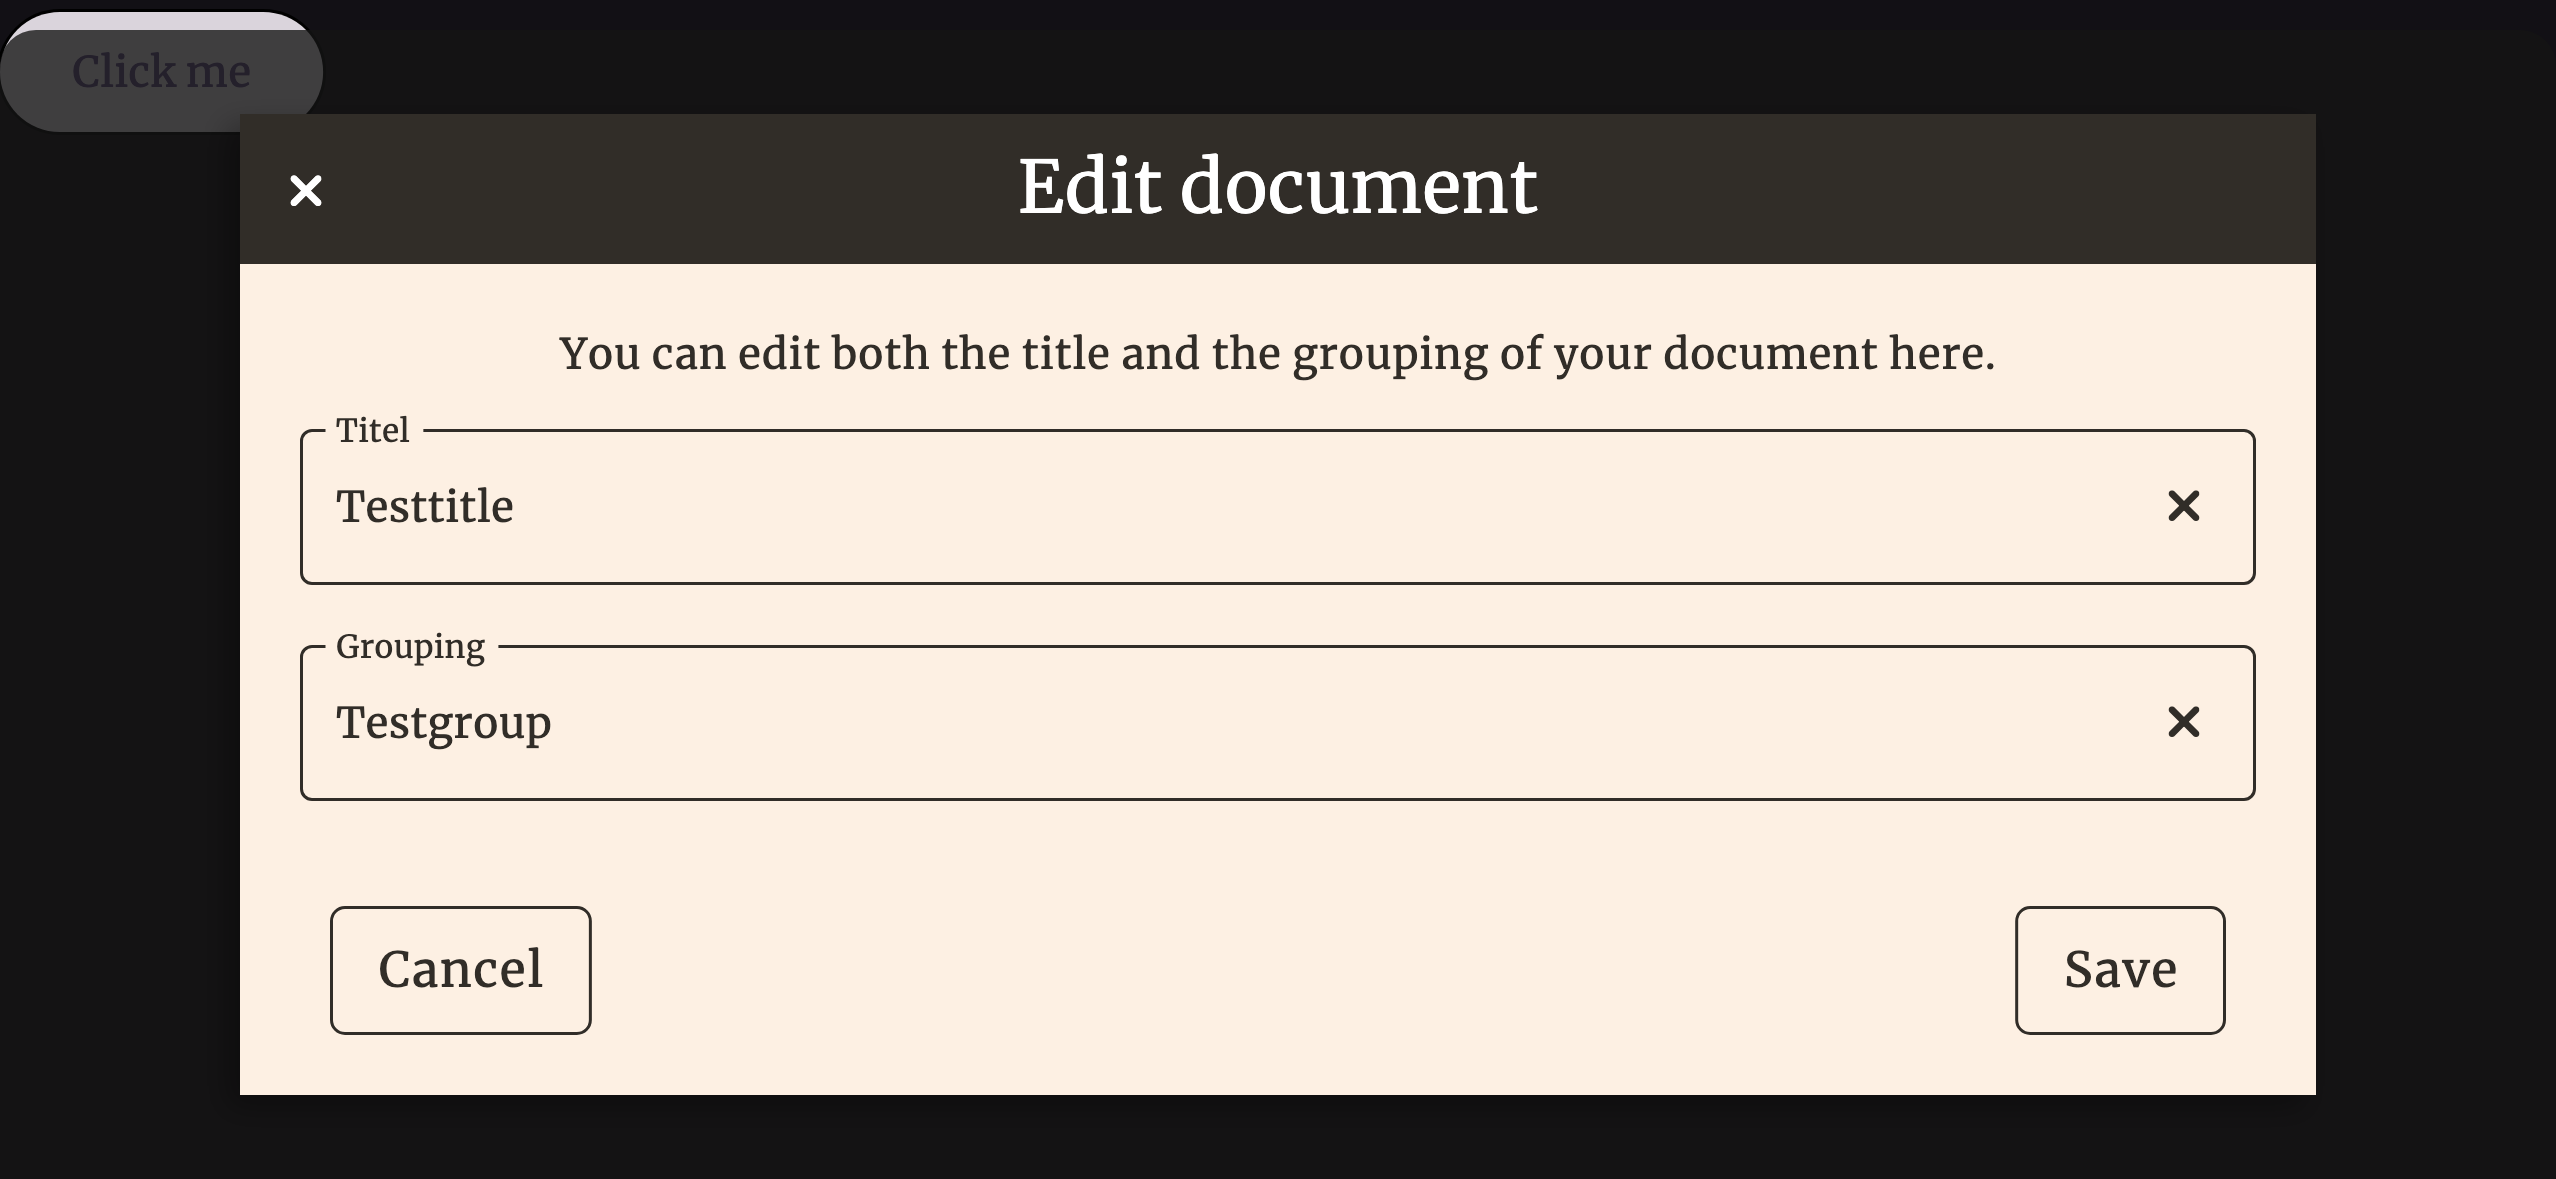 Click me
Edit document
You can edit both the title and the grouping of your document here.
Titel
Testtitle
Grouping
Testgroup
Cancel
Save